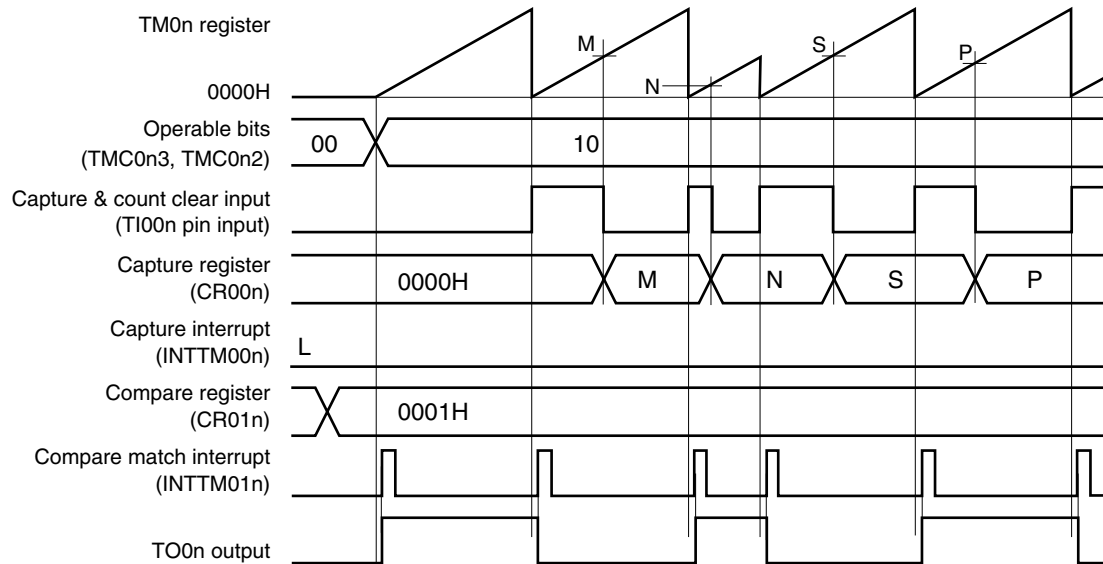 TM0n register
M
S
P
N
0000H
Operable bits
(TMC0n3, TMC0n2)
00
10
Capture & count clear input
(TI00n pin input)
Capture register
(CR00n)
0000H
M
N
S
P
Capture interrupt
(INTTM00n)
L
Compare register
(CR01n)
0001H
Compare match interrupt
(INTTM01n)
TO0n output